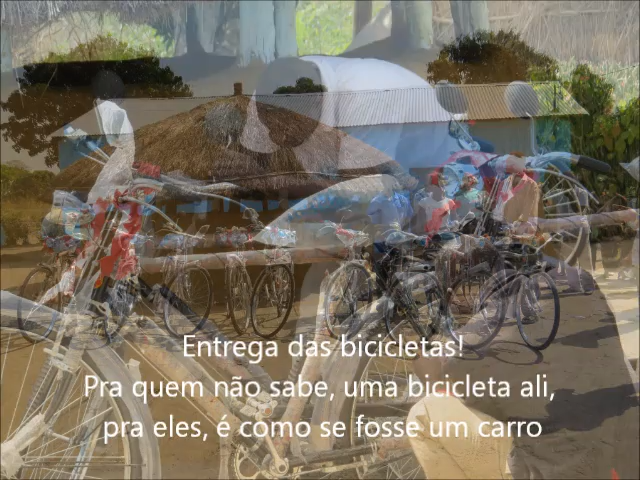 Entrega das bicicletas!
Pra quem não sabe, uma bicicleta ali,
pra eles, é como se fosse um carro